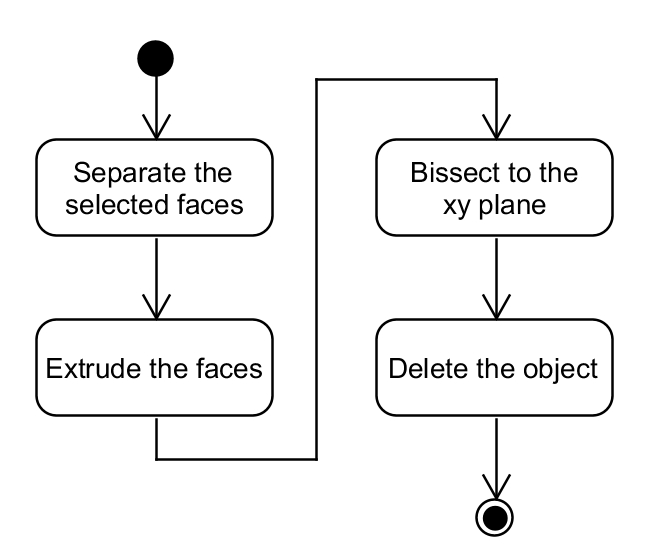 Separate the
selected faces
Extrude the faces
Bissect to the
xy plane
Delete the object